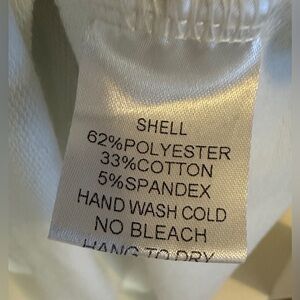 SHELL
62%POLYESTER
33%COTTON
5%SPANDEX
HAND WASH COLD
NO BLEACH
HANG TO DRY